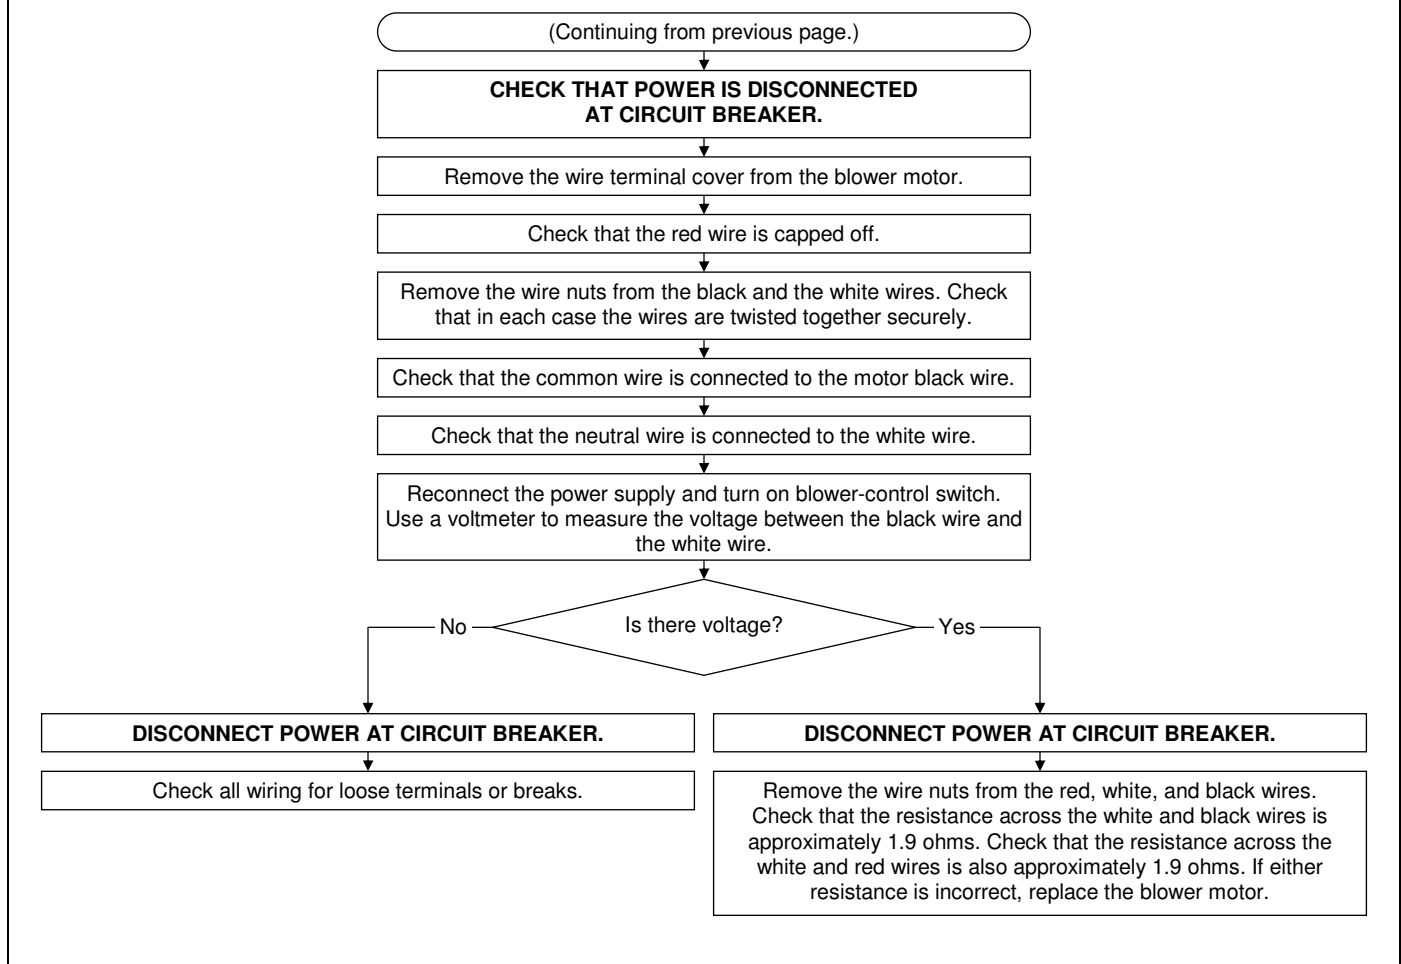 (Continuing from previous page.)
CHECK THAT POWER IS DISCONNECTED
AT CIRCUIT BREAKER.
Remove the wire terminal cover from the blower motor.
Check that the red wire is capped off.
Remove the wire nuts from the black and the white wires. Check
that in each case the wires are twisted together securely.
Check that the common wire is connected to the motor black wire.
Check that the neutral wire is connected to the white wire.
Reconnect the power supply and turn on blower-control switch.
Use a voltmeter to measure the voltage between the black wire and
the white wire.
Is there voltage?
No
Yes
DISCONNECT POWER AT CIRCUIT BREAKER.
Check all wiring for loose terminals or breaks.
DISCONNECT POWER AT CIRCUIT BREAKER.
Remove the wire nuts from the red, white, and black wires.
Check that the resistance across the white and black wires is
approximately 1.9 ohms. Check that the resistance across the
white and red wires is also approximately 1.9 ohms. If either
resistance is incorrect, replace the blower motor.